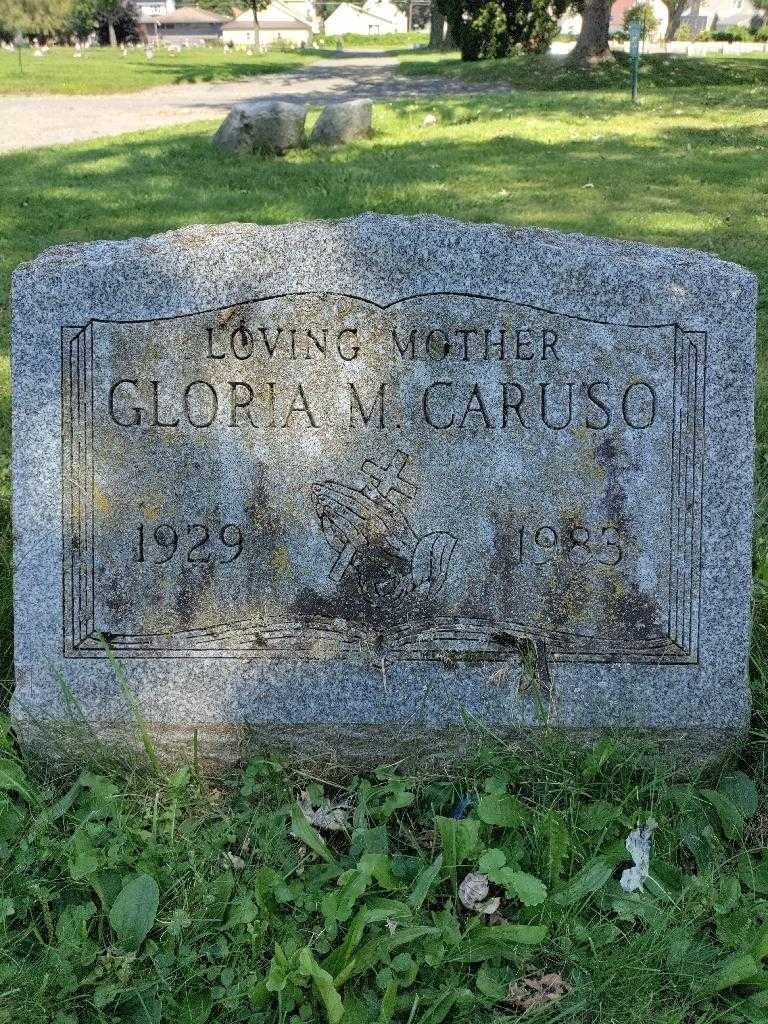 LOVING MOTHER
GLORIA M. CARUSO
1929 1983